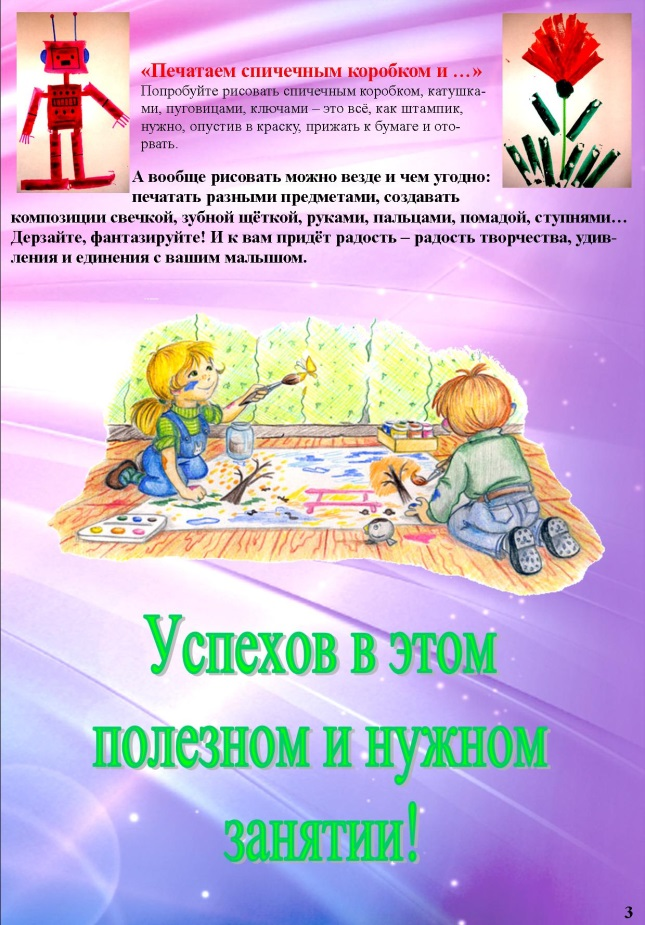 «Печатаем спичечным коробком и …»
Попробуйте рисовать спичечным коробком, катушка-
ми, пуговицами, ключами – это всё, как штампик,
нужно, опустив в краску, прижать к бумаге и ото-
рвать.
А вообще рисовать можно везде и чем угодно:
печатать разными предметами, создавать
композиции свечкой, зубной щёткой, руками, пальцами, помадой, ступнями…
Дерзайте, фантазируйте! И к вам придёт радость – радость творчества, удив-
ления и единения с вашим малышом.
Успехов в этом
полезном и нужном
занятии!
3